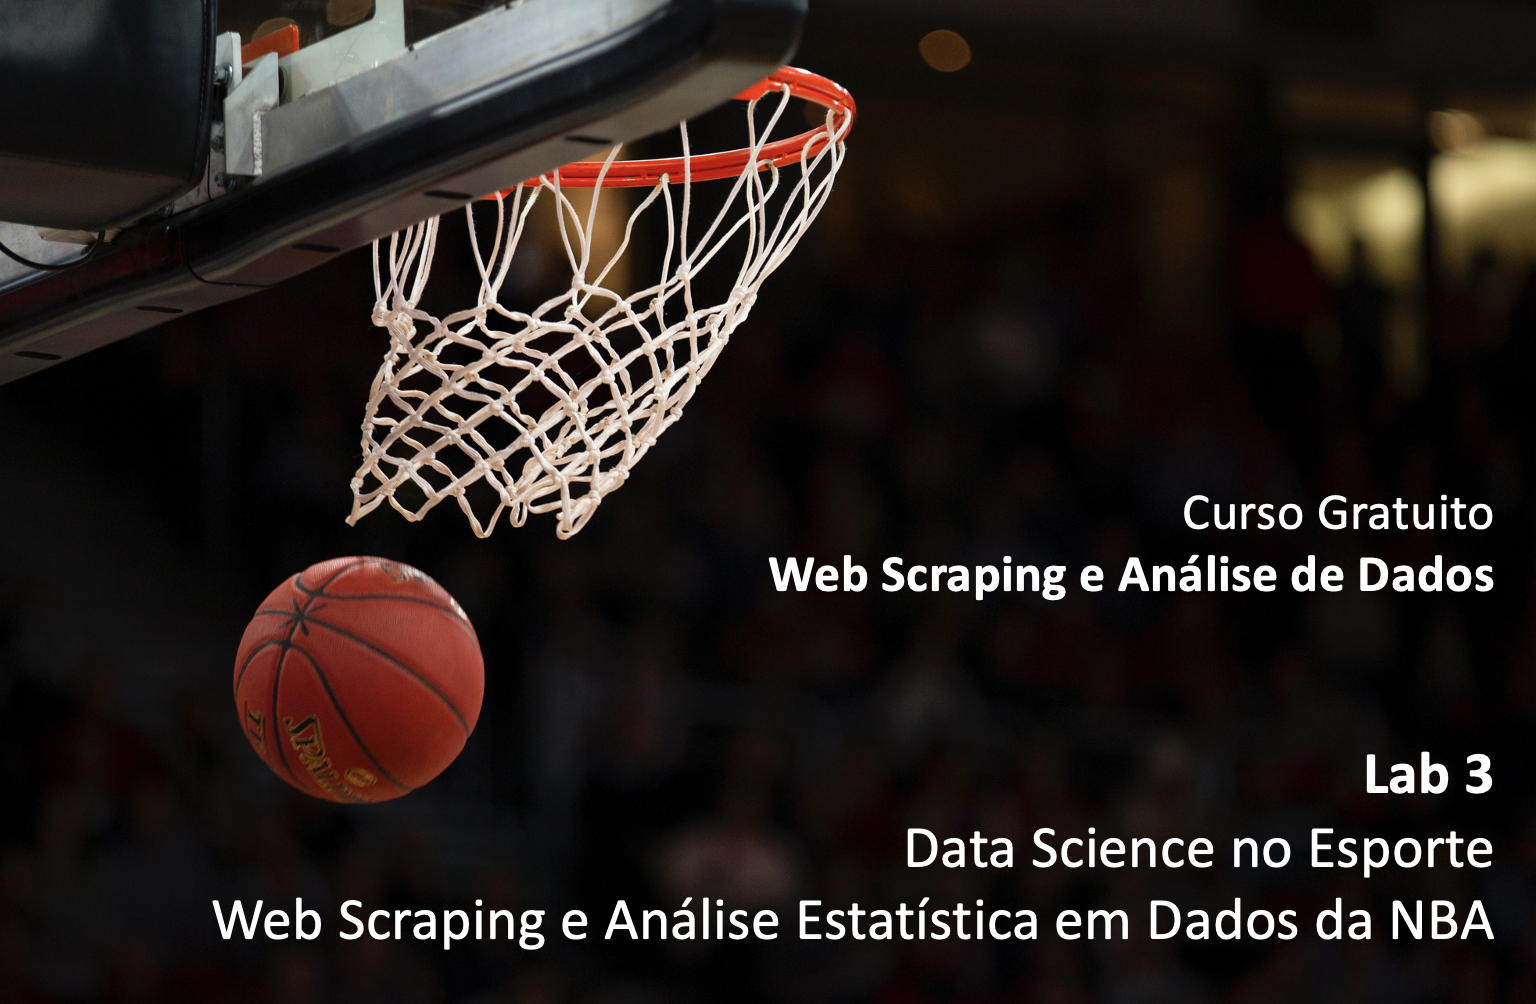 Curso Gratuito
Web Scraping e Análise de Dados
Lab 3
Data Science no Esporte
Web Scraping e Análise Estatística em Dados da NBA